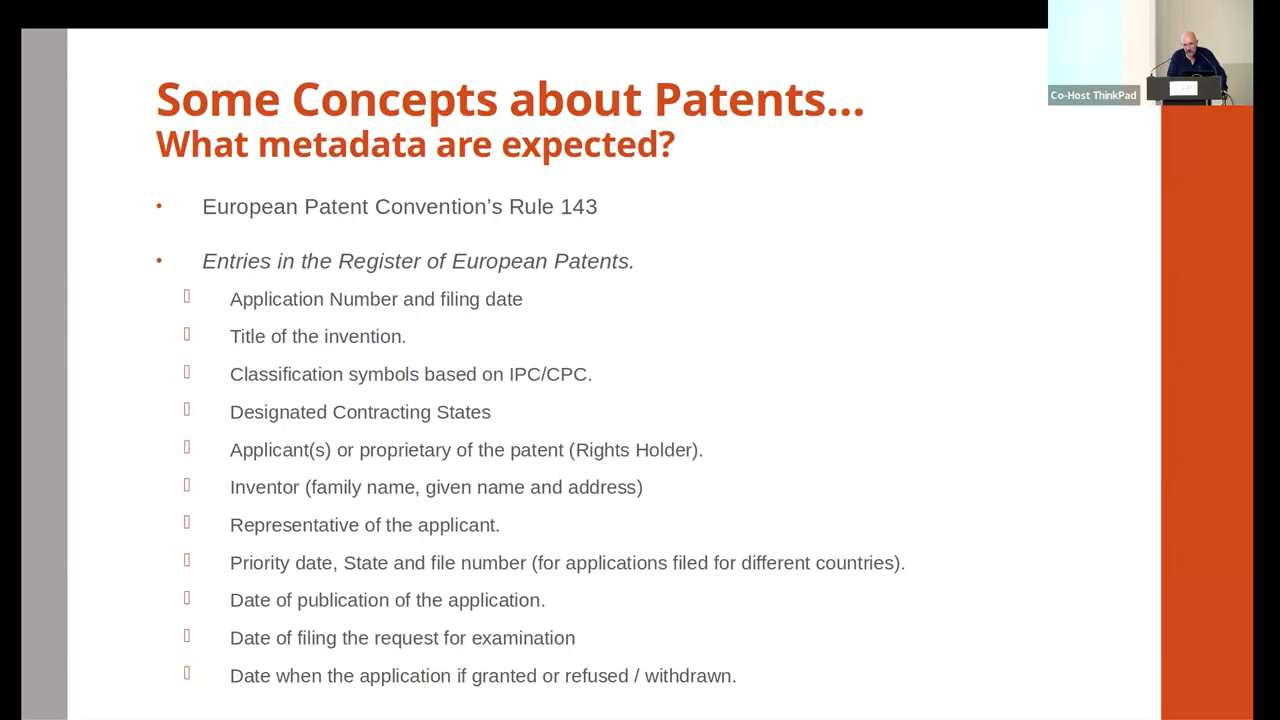 Some Concepts about Patents...
What metadata are expected?
Co-Host ThinkPad
• European Patent Convention’s Rule 143
• Entries in the Register of European Patents.
Application Number and filing date
Title of the invention.
Classification symbols based on IPC/CPC.
Designated Contracting States
Applicant(s) or proprietary of the patent (Rights Holder).
Inventor (family name, given name and address)
Representative of the applicant.
Priority date, State and file number (for applications filed for different countries).
Date of publication of the application.
Date of filing the request for examination
Date when the application if granted or refused / withdrawn.